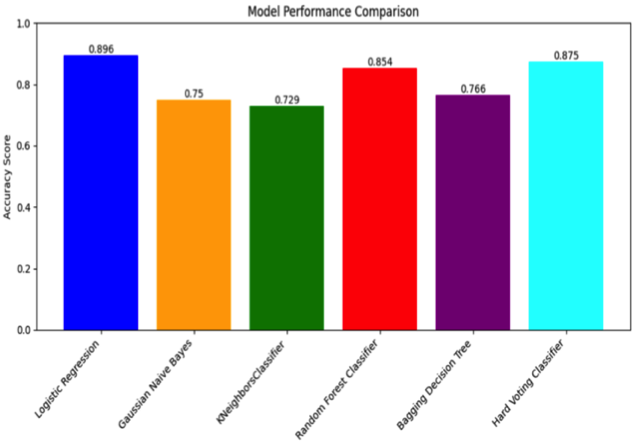 Model Performance Comparison
1.0
0.8
0.6
0.4
0.2
0.0
Accuracy Score
0.896
0.75
0.729
0.854
0.766
0.875
Logistic Regression
Gaussian Naive Bayes
KNeighborsClassifier
Random Forest Classifier
Bagging Decision Tree
Hard Voting Classifier